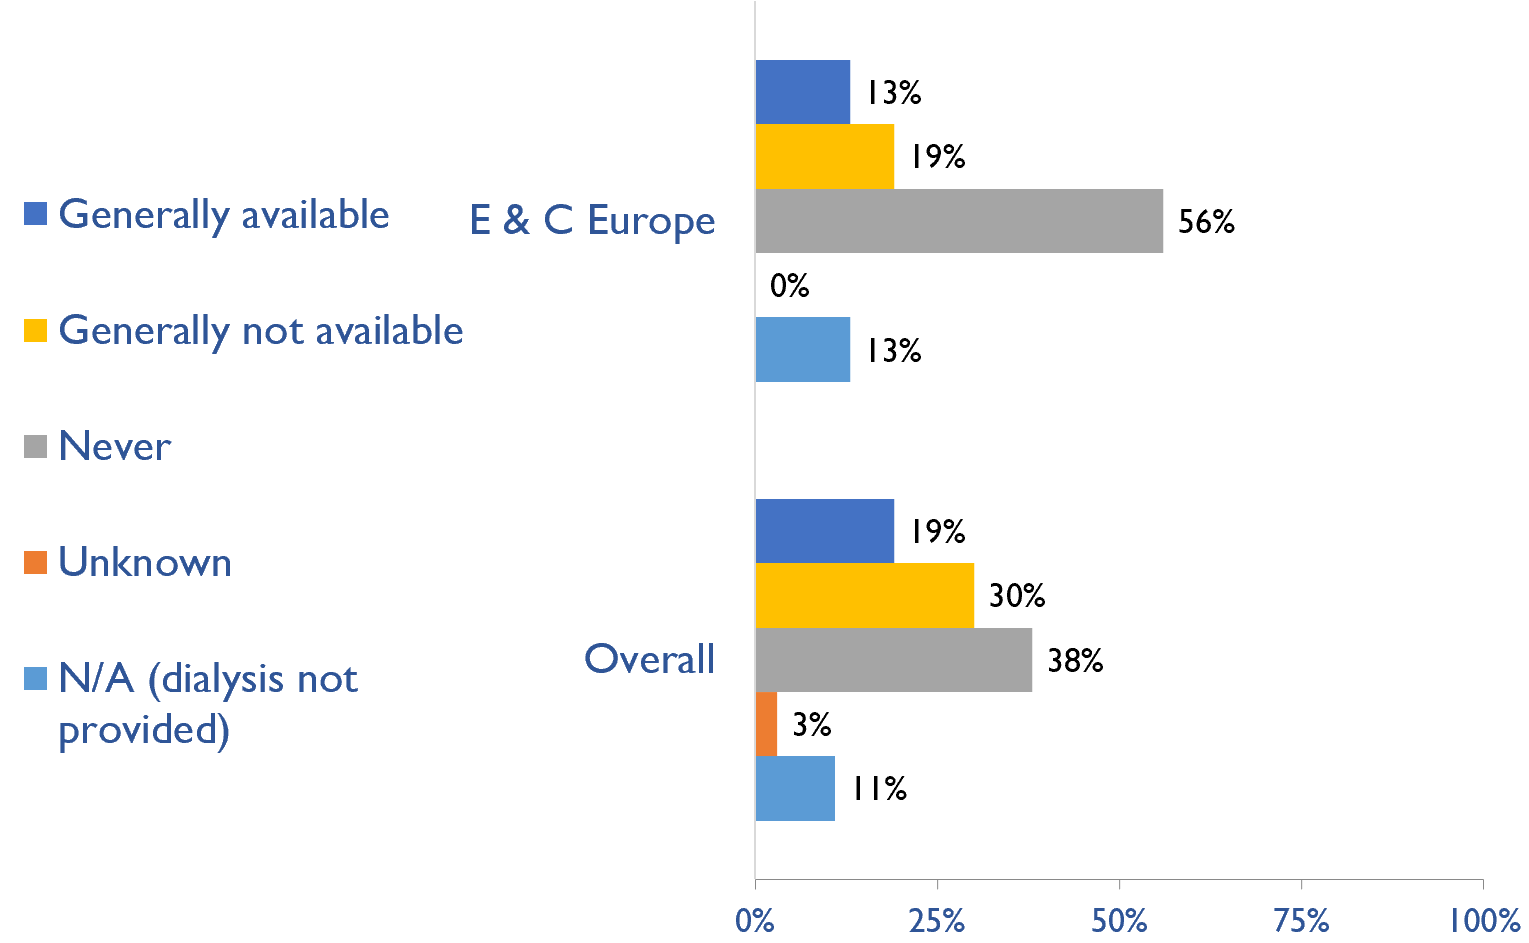 Generally available
Generally not available
Never
Unknown
N/A (dialysis not
provided)
E & C Europe
13%
19%
56%
0%
13%
Overall
19%
30%
38%
3%
11%
0% 25% 50% 75% 100%